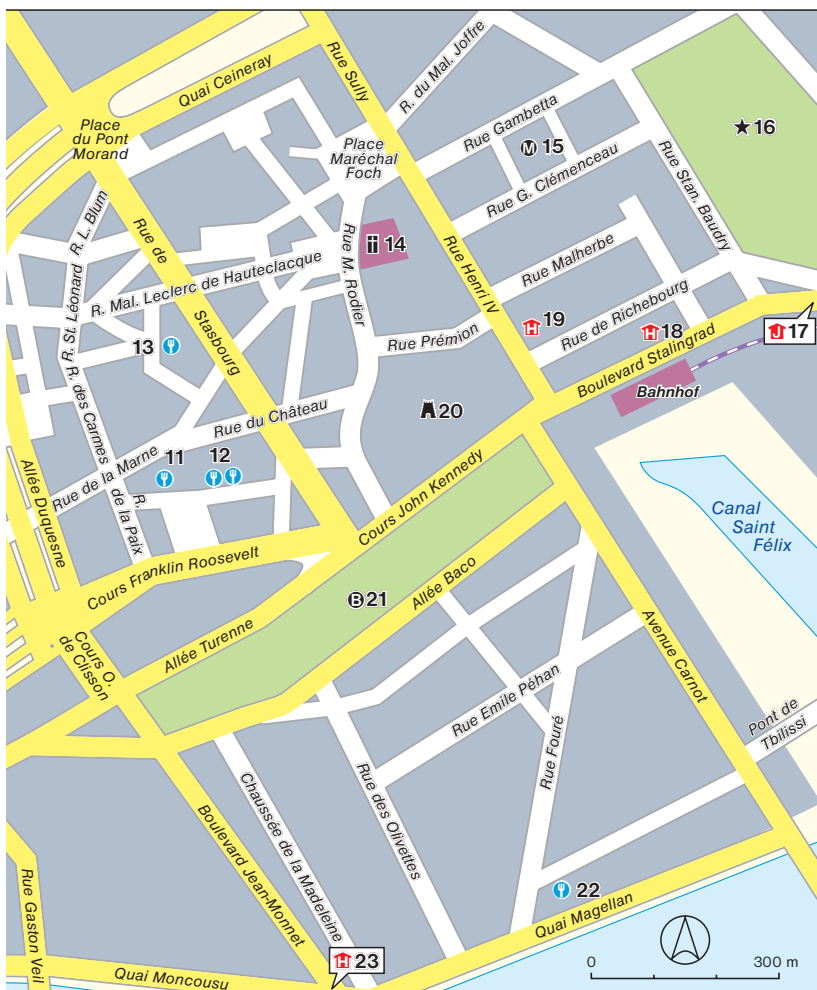 Quai Ceineray
Rue Sully
R. du Mal. Joffre
Place
du Pont
Morand
Place
Maréchal
Foch
Rue Gambetta
M 15
★ 16
Rue G. Clémenceau
Rue Stan. Baudry
R. L. Blum
Rue de
Stasbourg
14
Rue M. Rodier
Rue Henri IV
Rue Malherbe
R. Mal. Leclerc de Hauteclacque
R. St. Léonard
Rue Prémion
H 19
Rue de Richebourg
H 18
J 17
Boulevard Stalingrad
Bahnhof
13
R. des Carmes
20
Rue du Château
11
12
Rue de la Marne
R.
de la Paix
Allée Duquesne
Cours John Kennedy
Canal
Saint
Félix
Cours Franklin Roosevelt
B 21
Allée Baco
Allée Turenne
Cours O.
de Clisson
Avenue Carnot
Rue Emile Péhan
Rue Fouré
Pont de
Tbilissi
Rue des Olivettes
Chaussée de la Madeleine
Boulevard Jean-Monnet
Rue Gaston Veil
22
Quai Magellan
H 23
Quai Moncousu
0 300 m